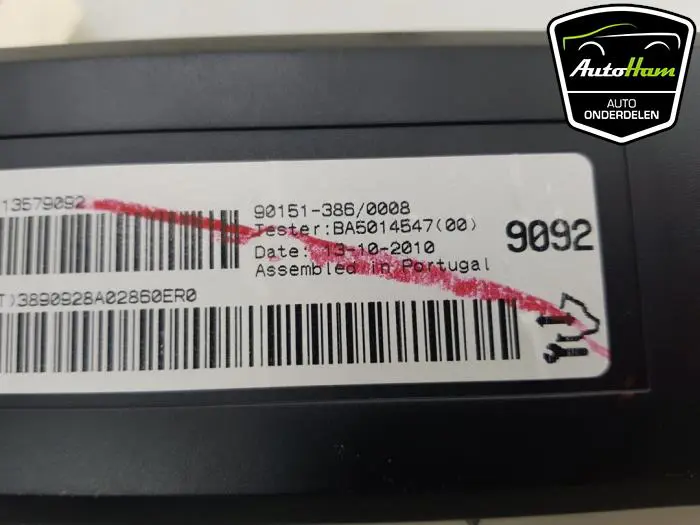 AutoHam
AUTO
ONDERDELEN
13579092
90151-386/0008
Tester:BA5014547(00)
Date: 13-10-2010
Assembled in Portugal
9092
T)3890928A02860ER0